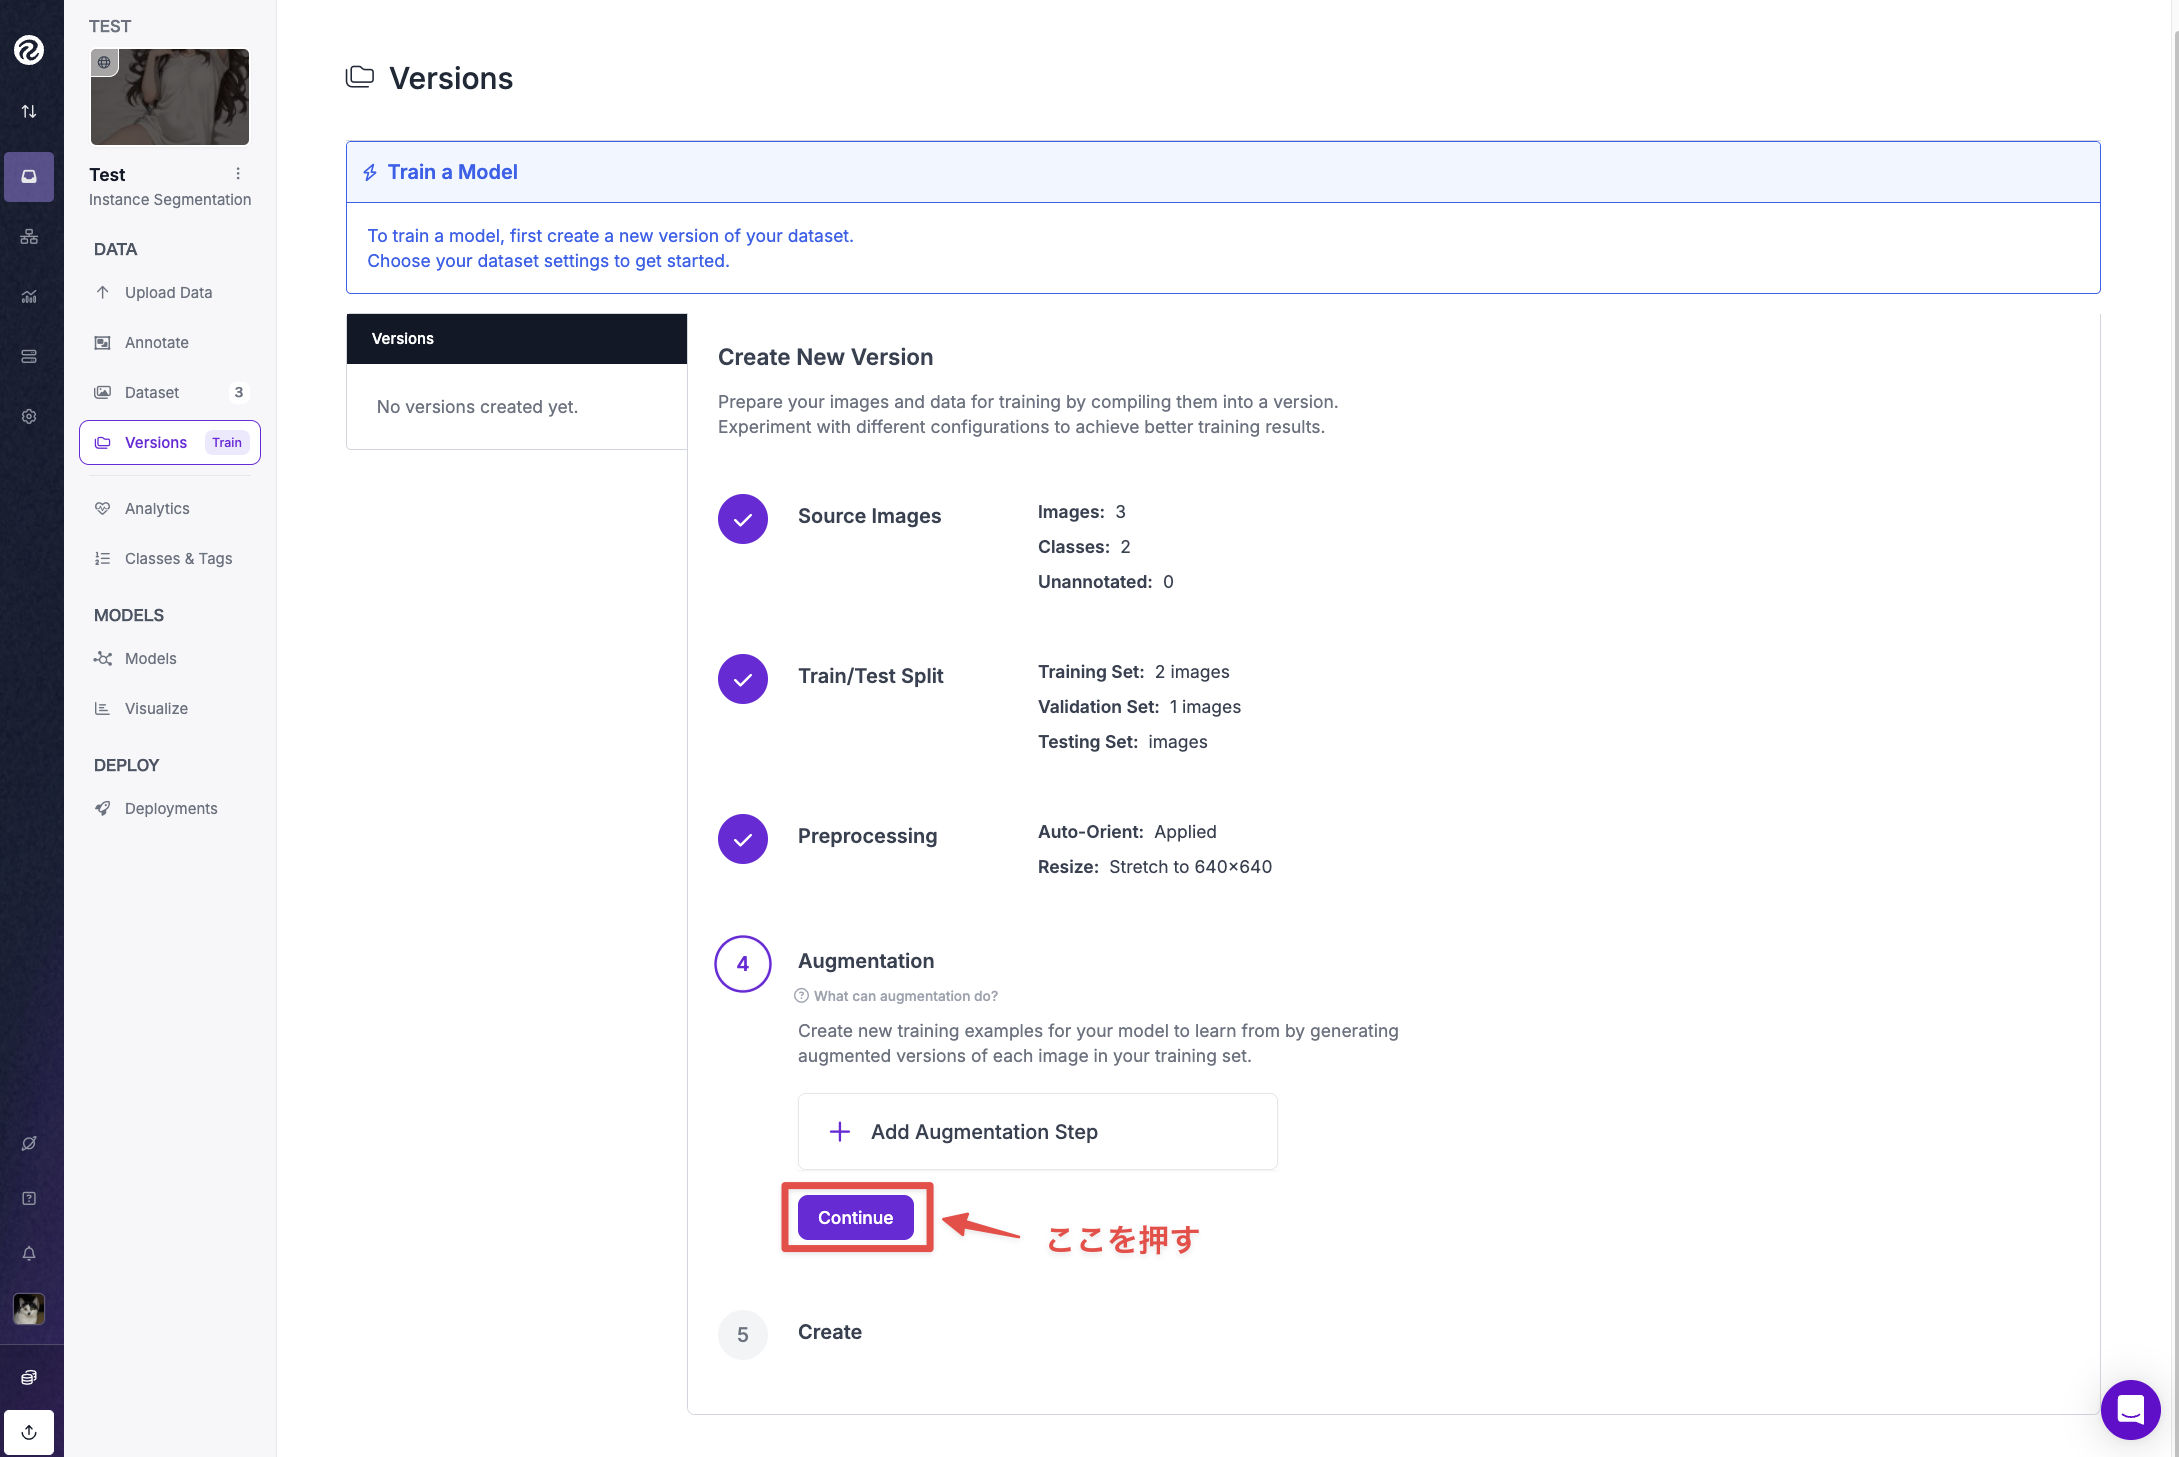 TEST
Test
Instance Segmentation
DATA
Upload Data
Annotate
Dataset 3
Versions Train
Analytics
Classes & Tags
MODELS
Models
Visualize
DEPLOY
Deployments
Versions
Train a Model
To train a model, first create a new version of your dataset.
Choose your dataset settings to get started.
Versions
No versions created yet.
Create New Version
Prepare your images and data for training by compiling them into a version.
Experiment with different configurations to achieve better training results.
Source Images
Images: 3
Classes: 2
Unannotated: 0
Train/Test Split
Training Set: 2 images
Validation Set: 1 images
Testing Set: images
Preprocessing
Auto-Orient: Applied
Resize: Stretch to 640×640
4 Augmentation
What can augmentation do?
Create new training examples for your model to learn from by generating
augmented versions of each image in your training set.
Add Augmentation Step
Continue
ここを押す
5 Create